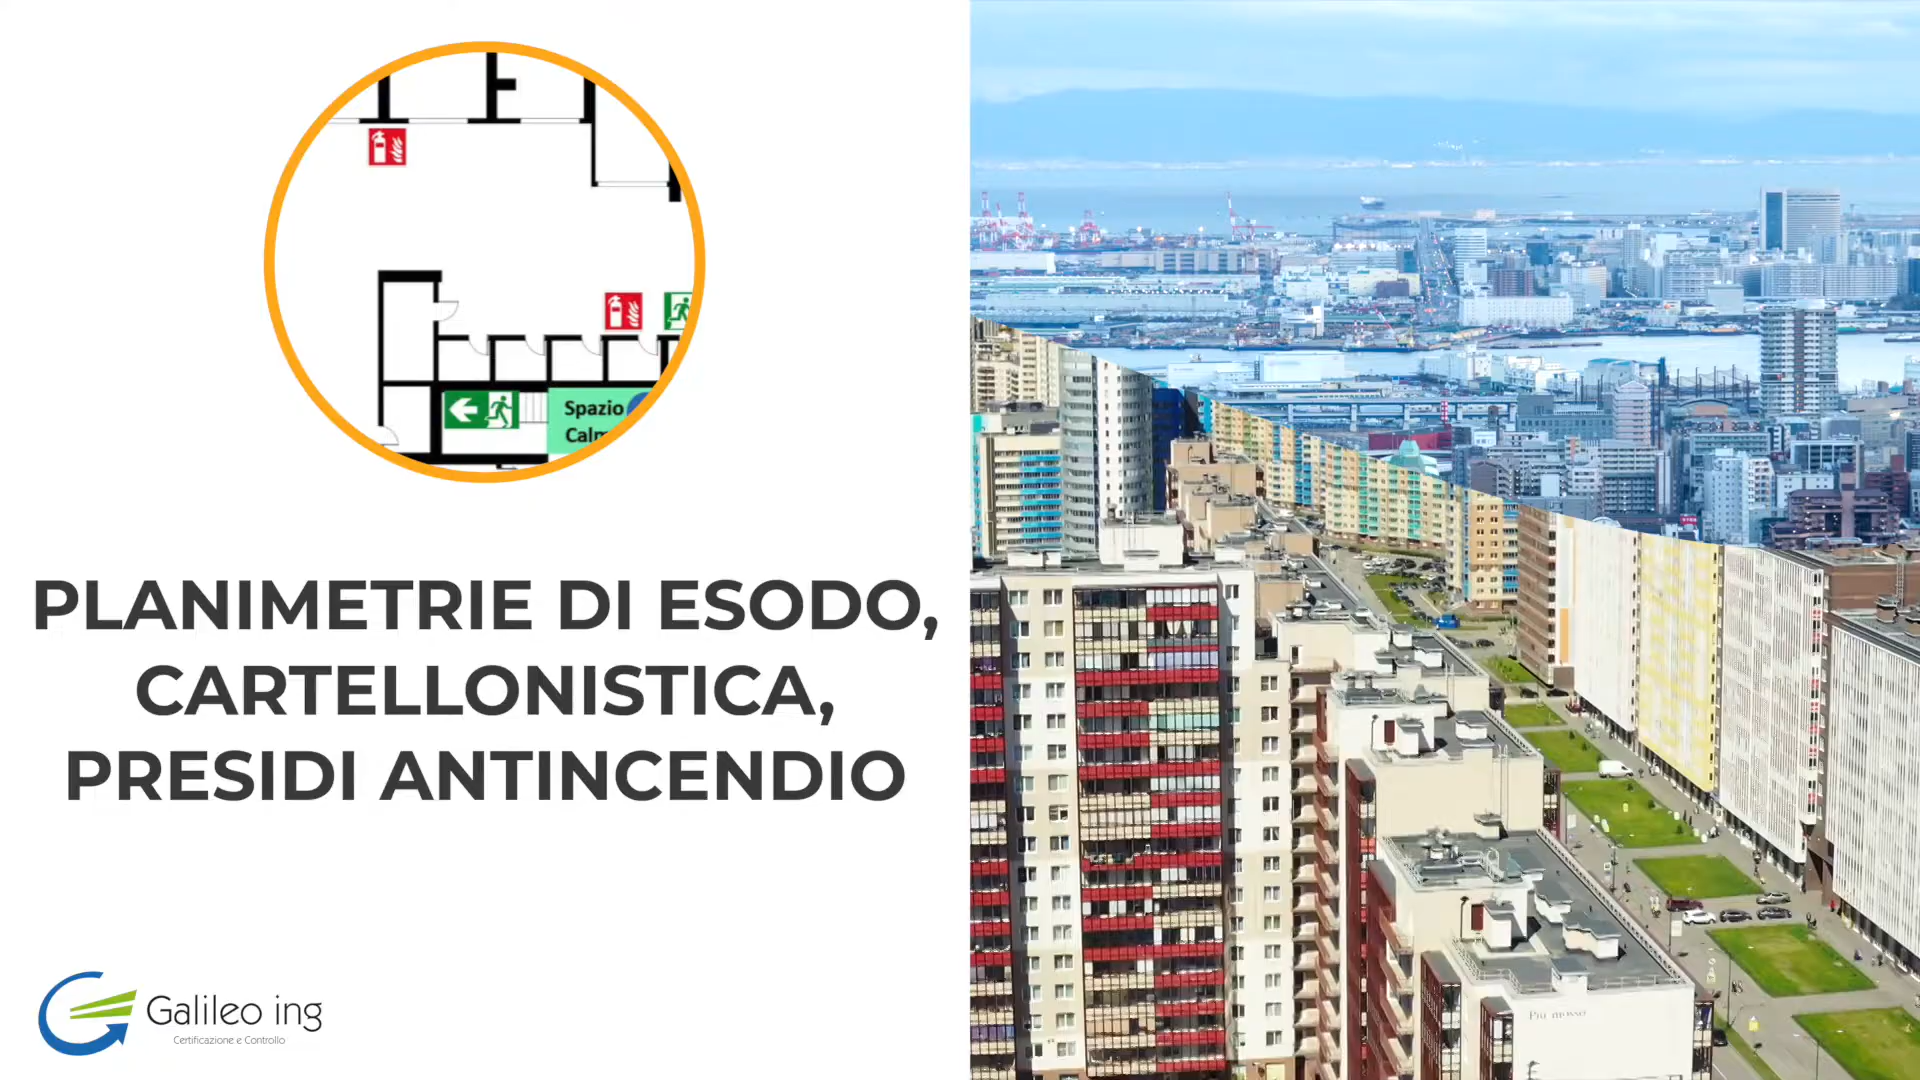 Spazio
PLANIMETRIE DI ESODO,
CARTELLONISTICA,
PRESIDI ANTINCENDIO
Galileo ing
Certificazione e Controllo